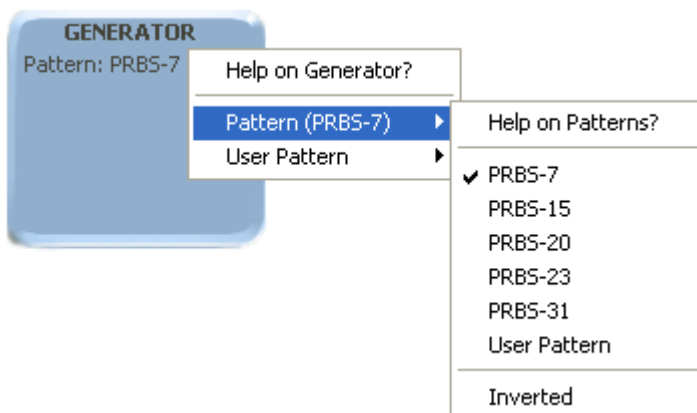 GENERATOR
Pattern: PRBS-7
Help on Generator?
Pattern (PRBS-7)
User Pattern
Help on Patterns?
PRBS-7
PRBS-15
PRBS-20
PRBS-23
PRBS-31
User Pattern
Inverted